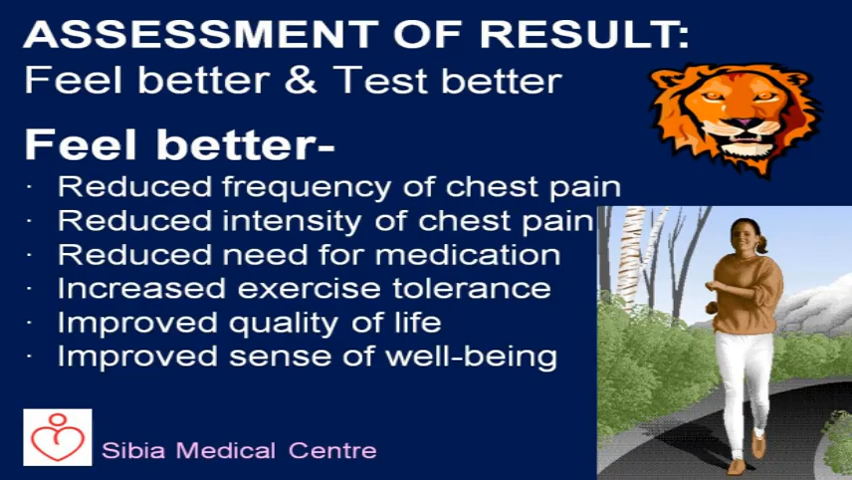 ASSESSMENT OF RESULT:
Feel better & Test better
Feel better-
· Reduced frequency of chest pain
· Reduced intensity of chest pain
· Reduced need for medication
· Increased exercise tolerance
· Improved quality of life
· Improved sense of well-being
Sibia Medical Centre